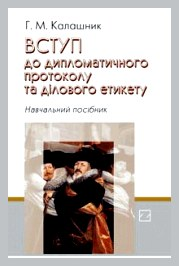 Г. М. Калашник
ВСТУП
до дипломатичного
протоколу
та ділового етикету
Навчальний посібник